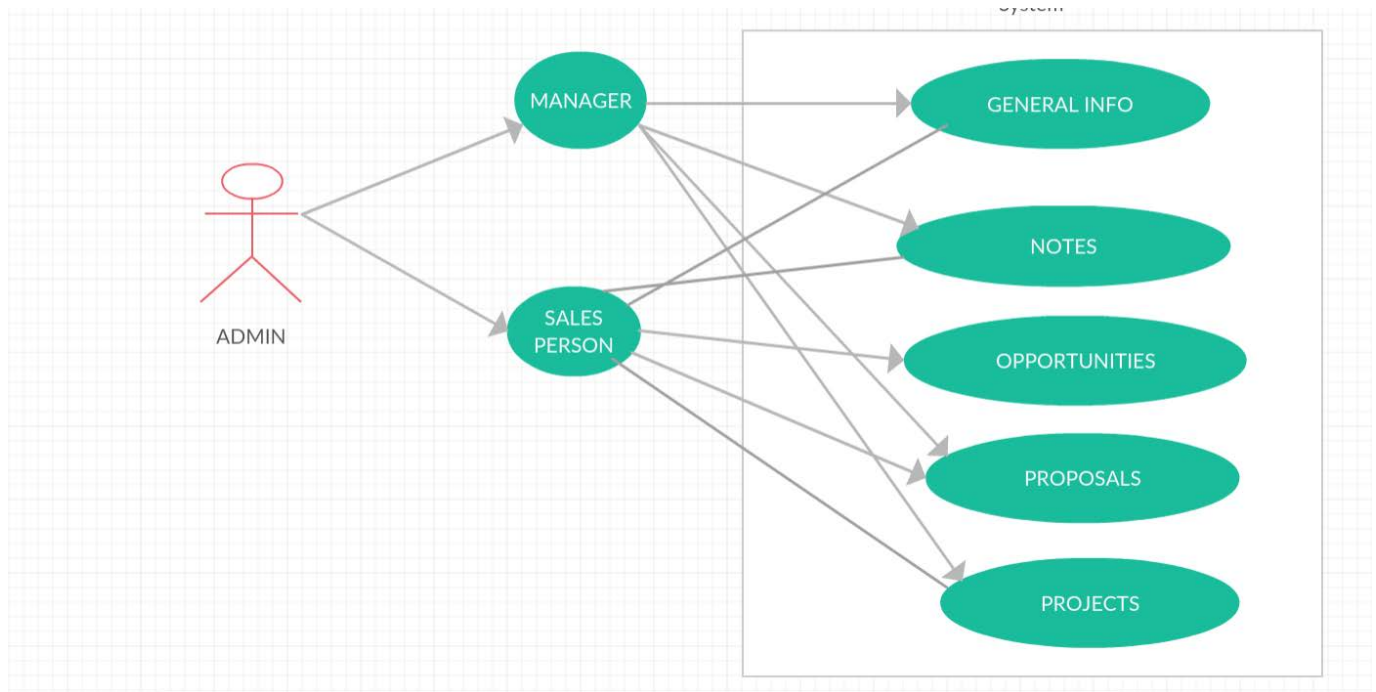 MANAGER
GENERAL INFO
NOTES
SALES
PERSON
ADMIN
OPPORTUNITIES
PROPOSALS
PROJECTS